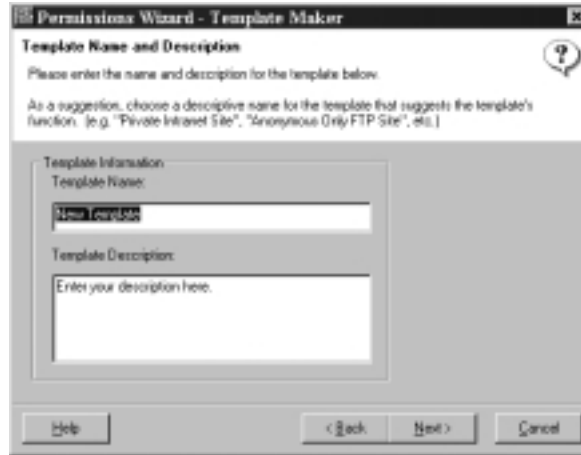 Permissions Wizard - Template Maker
Template Name and Description
Please enter the name and description for the template below.
As a suggestion, choose a descriptive name for the template that suggests the template's
function. (e.g. "Private Intranet Site", "Anonymous Only FTP Site", etc.)
Template Information
Template Name:
New Template
Template Description:
Enter your description here.
Help
< Back
Next >
Cancel